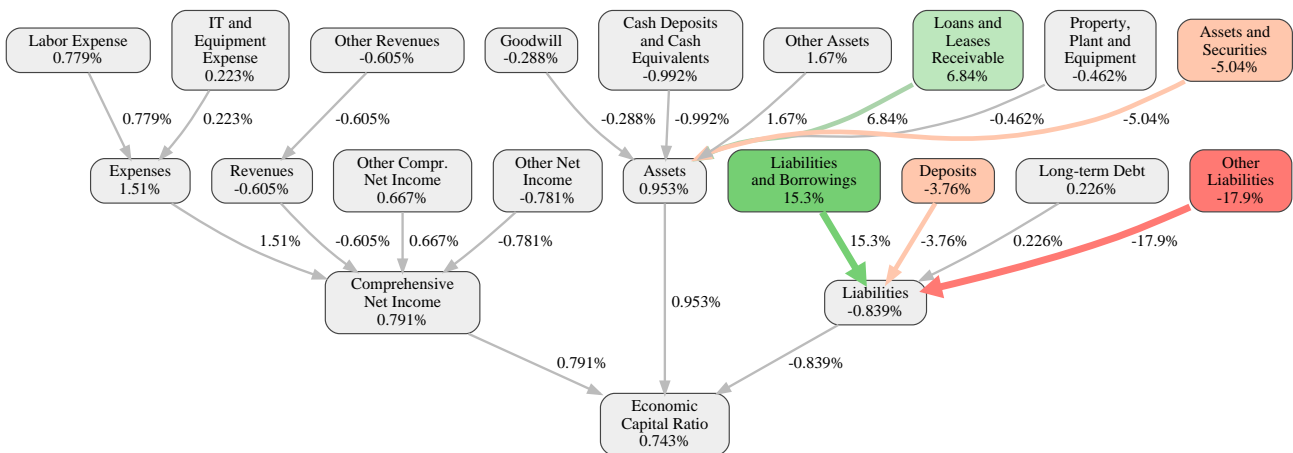 Labor Expense
0.779%
IT and
Equipment
Expense
0.223%
Other Revenues
-0.605%
Goodwill
-0.288%
Cash Deposits
and Cash
Equivalents
-0.992%
Other Assets
1.67%
Loans and
Leases
Receivable
6.84%
Property,
Plant and
Equipment
-0.462%
Assets and
Securities
-5.04%
0.779%
0.223%
-0.605%
-0.288%
-0.992%
1.67%
6.84%
-0.462%
-5.04%
Expenses
1.51%
Revenues
-0.605%
Other Compr.
Net Income
0.667%
Other Net
Income
-0.781%
Assets
0.953%
Liabilities
and Borrowings
15.3%
Deposits
-3.76%
Long-term Debt
0.226%
Other
Liabilities
-17.9%
1.51%
-0.605%
0.667%
-0.781%
15.3%
-3.76%
0.226%
-17.9%
Comprehensive
Net Income
0.791%
0.953%
Liabilities
-0.839%
0.791%
-0.839%
Economic
Capital Ratio
0.743%